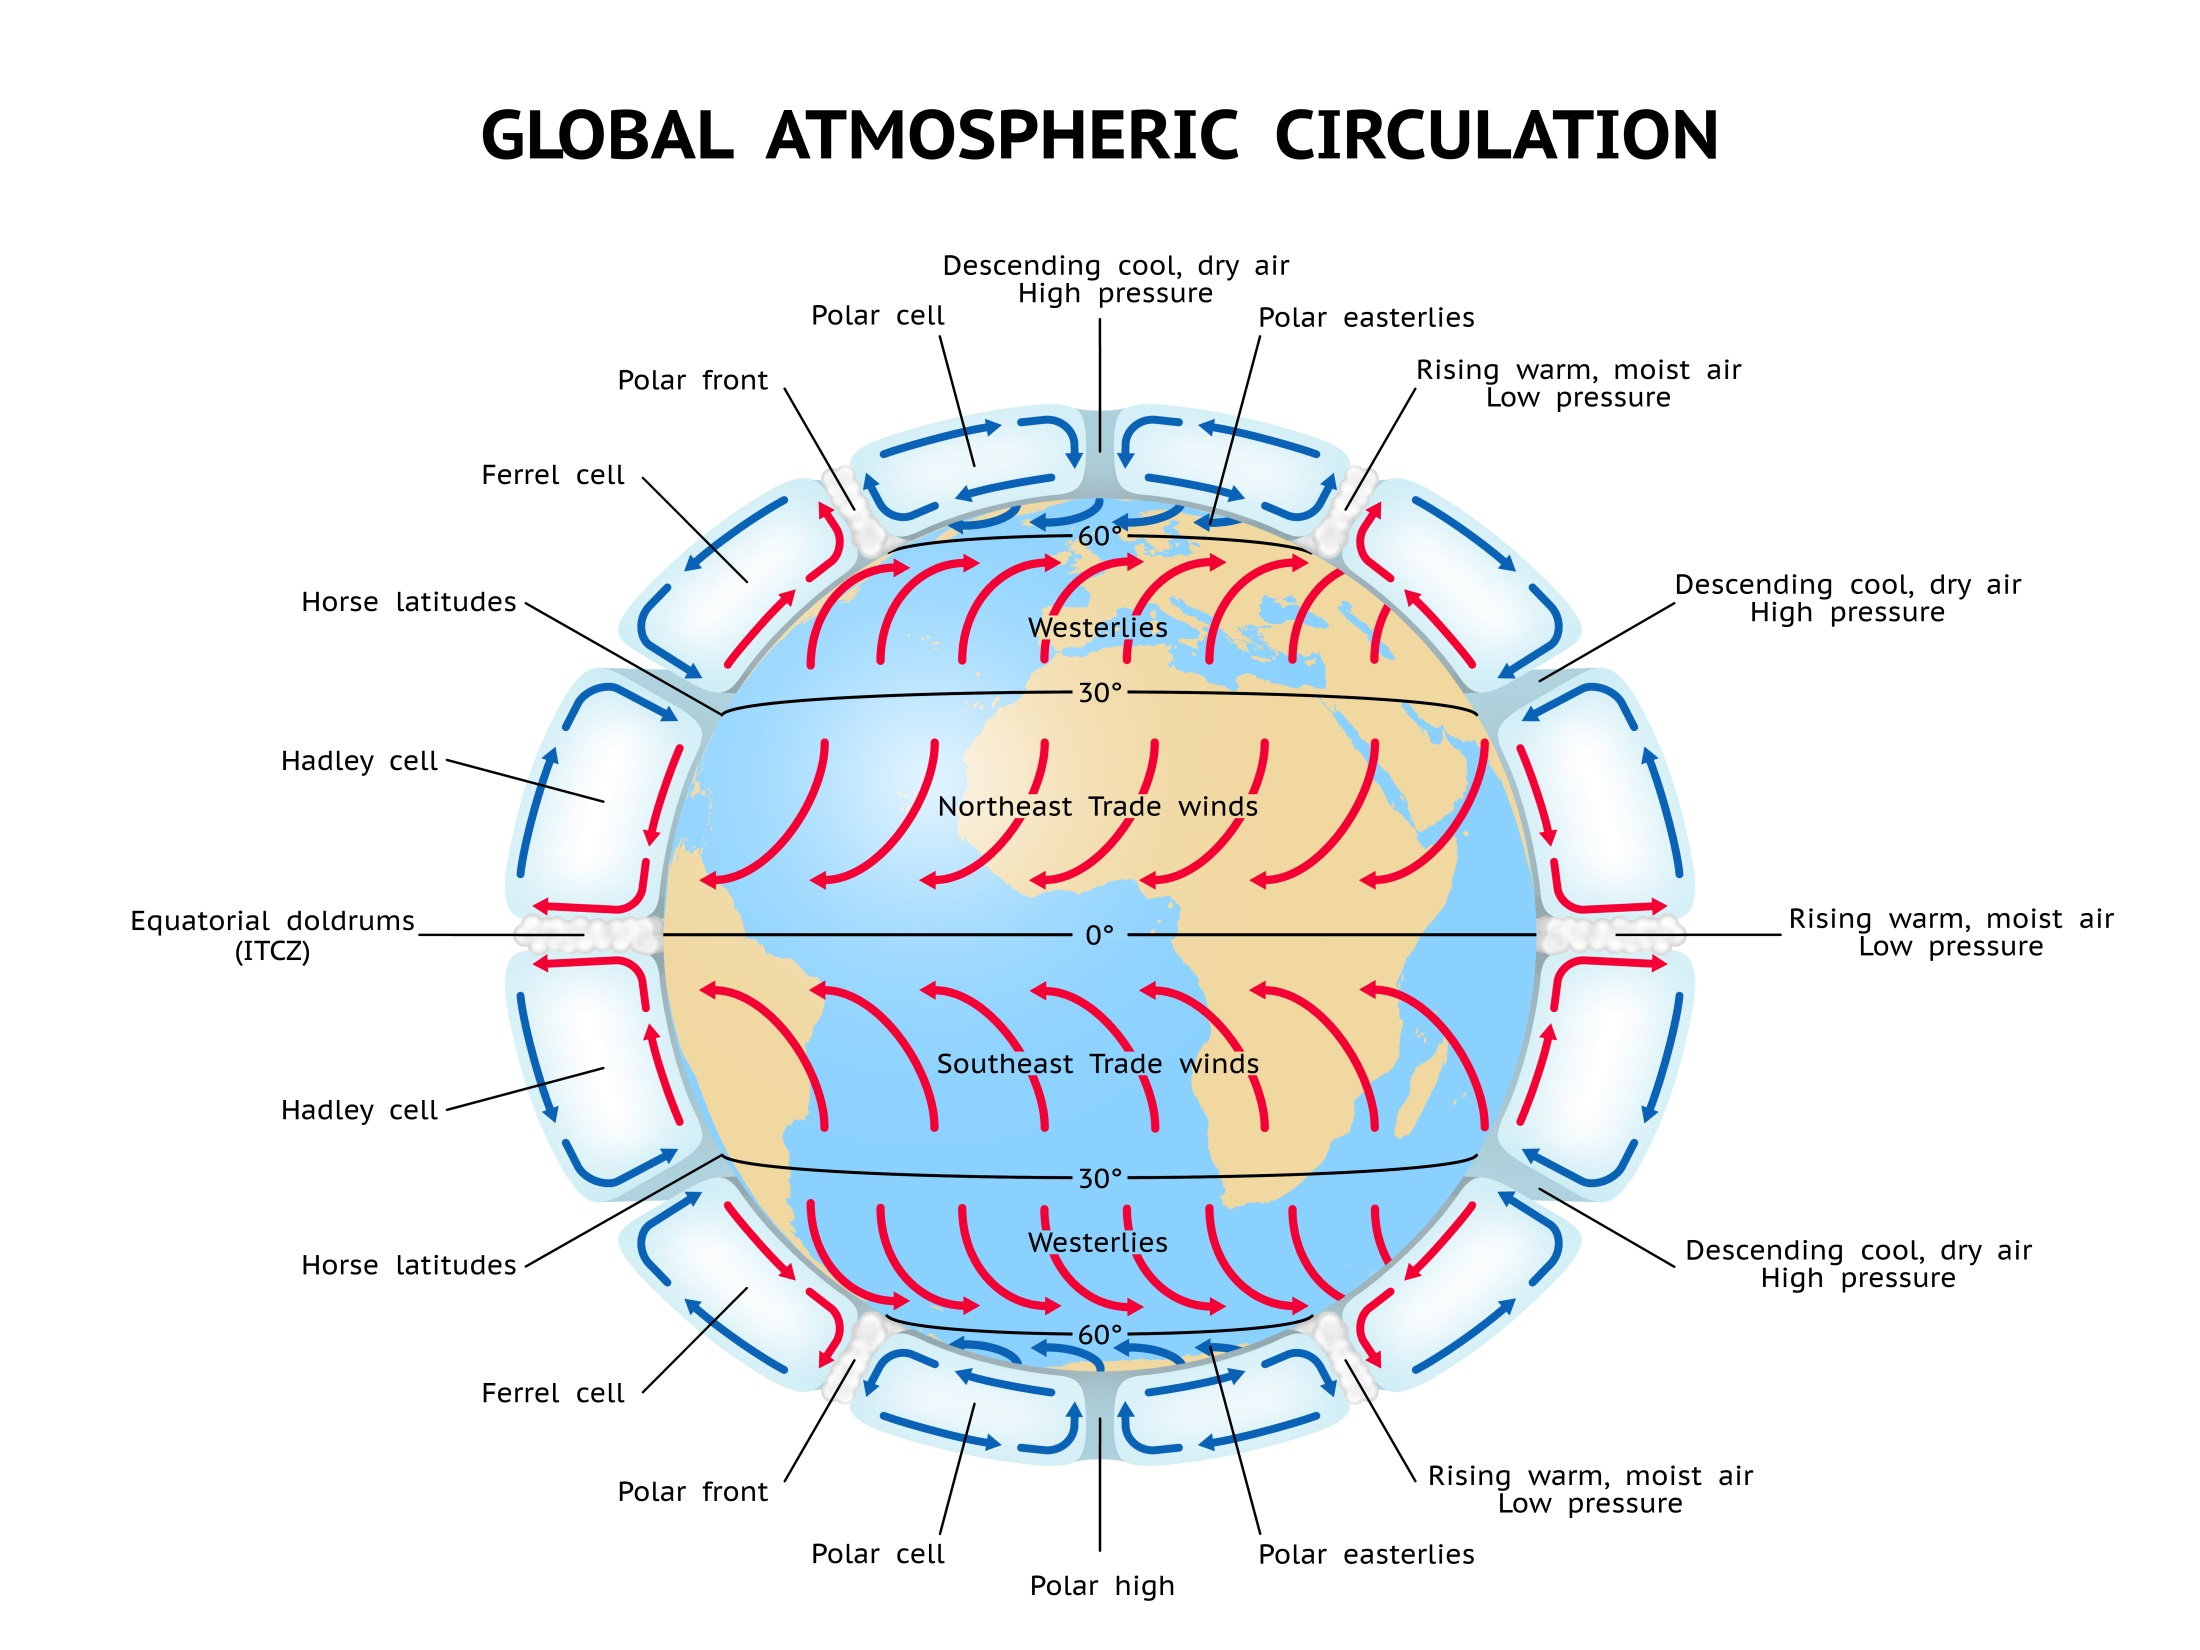 GLOBAL ATMOSPHERIC CIRCULATION
Descending cool, dry air
High pressure
Polar cell
Polar easterlies
Polar front
Rising warm, moist air
Low pressure
Ferrel cell
Horse latitudes
Descending cool, dry air
High pressure
60°
Westerlies
30°
Hadley cell
Northeast Trade winds
Equatorial doldrums
(ITCZ)
0°
Rising warm, moist air
Low pressure
Southeast Trade winds
Hadley cell
30°
Westerlies
Horse latitudes
Descending cool, dry air
High pressure
60°
Ferrel cell
Polar front
Rising warm, moist air
Low pressure
Polar cell
Polar easterlies
Polar high